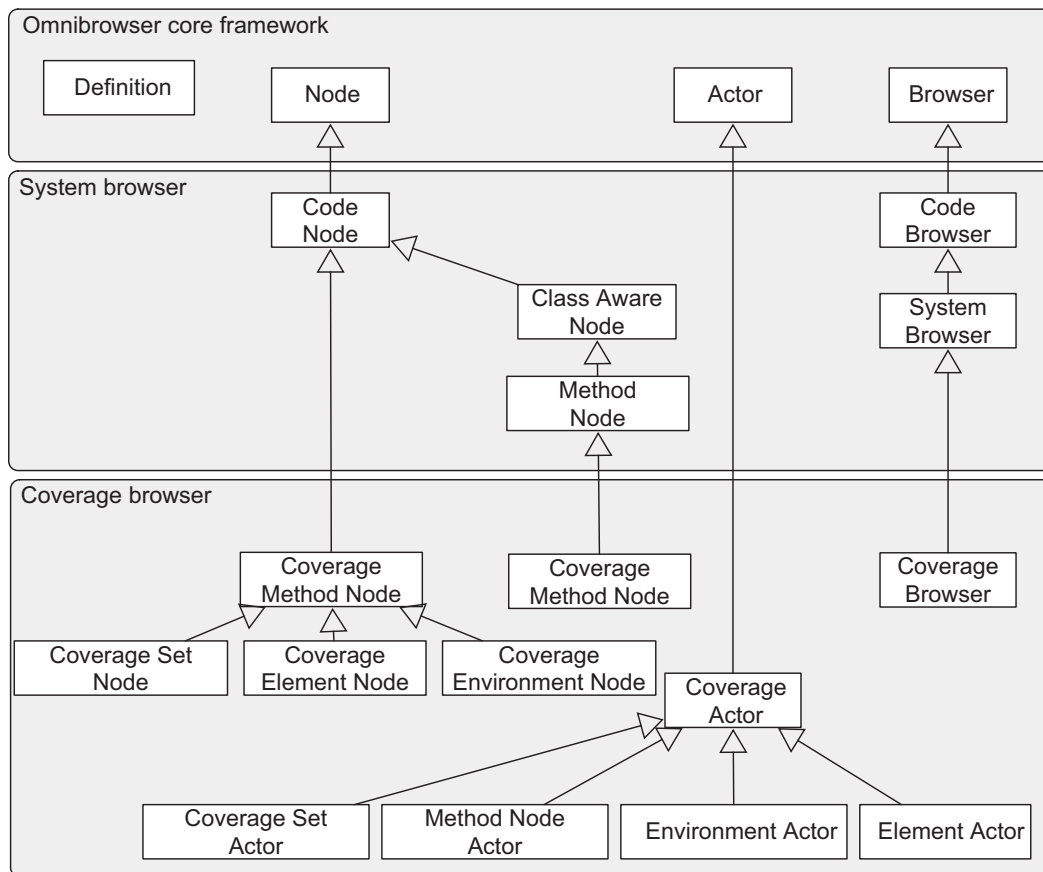 Omnibrowser core framework
Definition
Node
Actor
Browser
System browser
Code
Node
Code
Browser
Class Aware
Node
System
Browser
Method
Node
Coverage browser
Coverage
Method Node
Coverage
Method Node
Coverage
Browser
Coverage Set
Node
Coverage
Element Node
Coverage
Environment Node
Coverage
Actor
Coverage Set
Actor
Method Node
Actor
Environment Actor
Element Actor